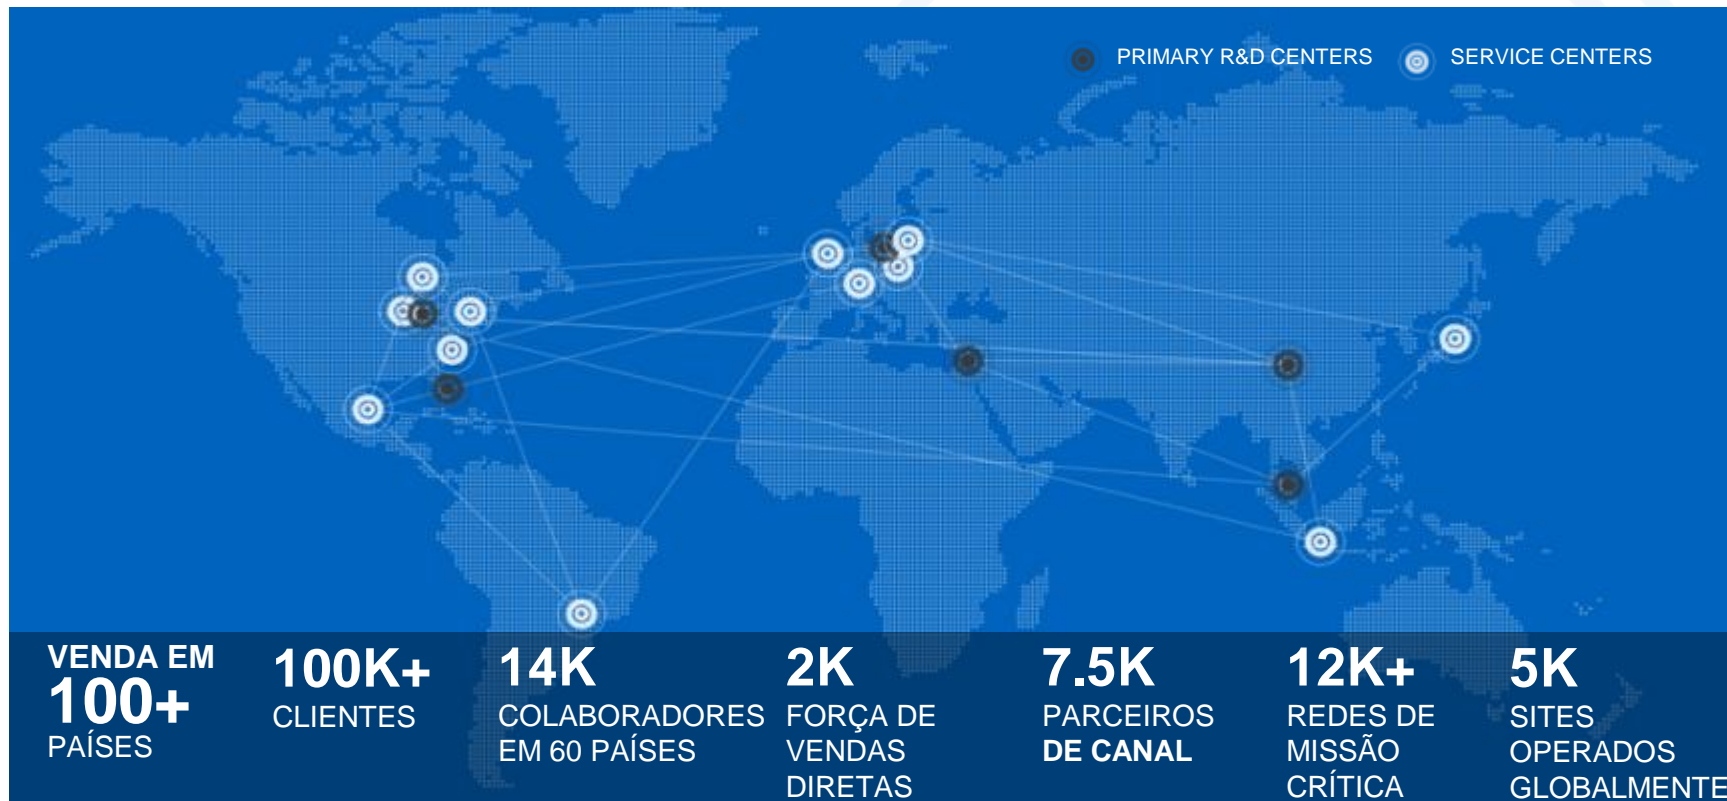 PRIMARY R&D CENTERS
SERVICE CENTERS
VENDA EM
100+
PAÍSES
100K+
CLIENTES
14K
COLABORADORES
EM 60 PAÍSES
2K
FORÇA DE
VENDAS
DIRETAS
7.5K
PARCEIROS
DE CANAL
12K+
REDES DE
MISSÃO
CRÍTICA
5K
SITES
OPERADOS
GLOBALMENTE